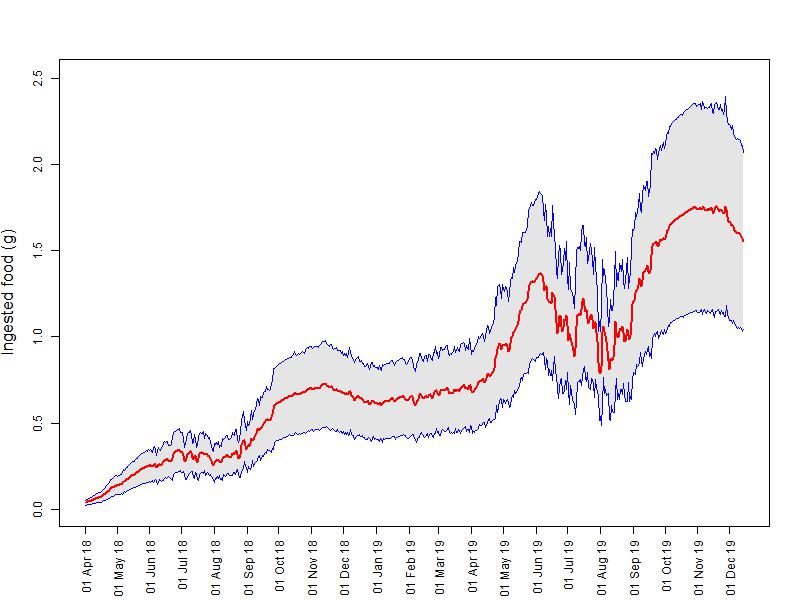 Ingested food (g)
2.5
2.0
1.5
1.0
0.5
0.0
01 Apr 18
01 May 18
01 Jun 18
01 Jul 18
01 Aug 18
01 Sep 18
01 Oct 18
01 Nov 18
01 Dec 18
01 Jan 19
01 Feb 19
01 Mar 19
01 Apr 19
01 May 19
01 Jun 19
01 Jul 19
01 Aug 19
01 Sep 19
01 Oct 19
01 Nov 19
01 Dec 19